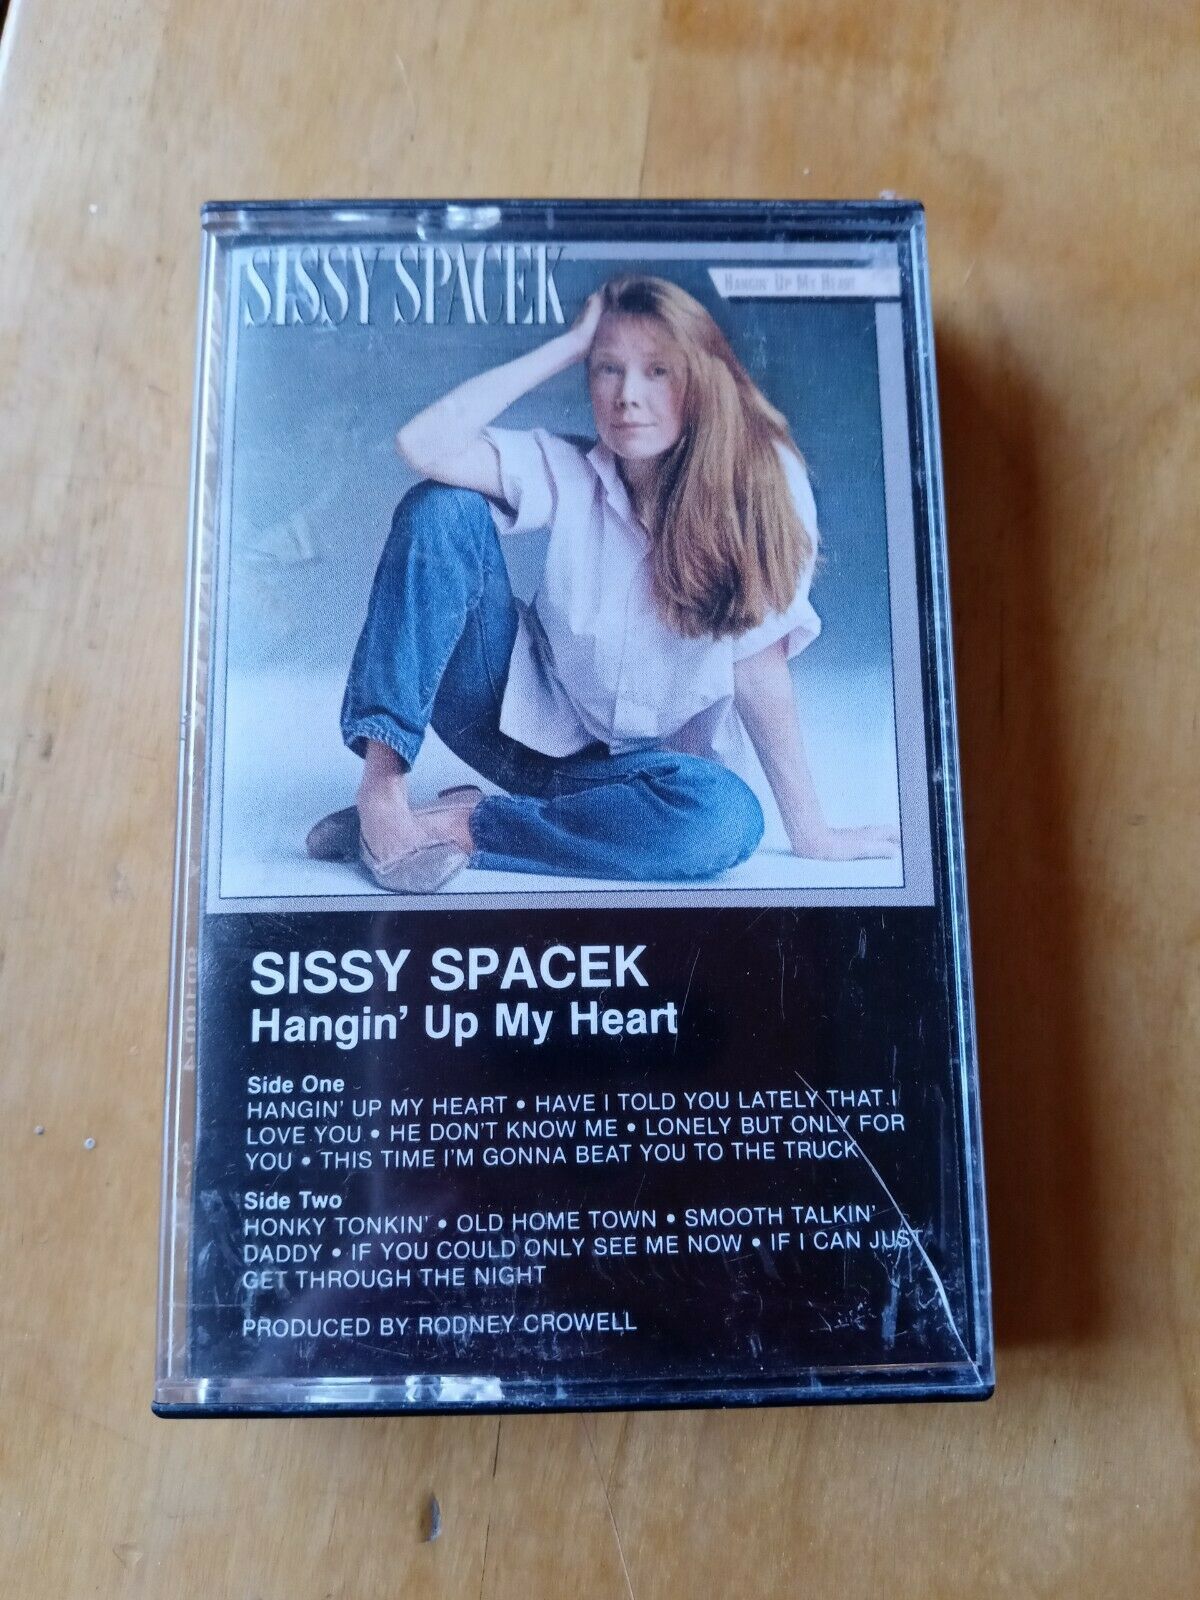 SISSY SPACEK
HANGIN' UP MY HEART
SISSY SPACEK
Hangin' Up My Heart
Side One
HANGIN' UP MY HEART • HAVE I TOLD YOU LATELY THAT I
LOVE YOU • HE DON'T KNOW ME • LONELY BUT ONLY FOR
YOU • THIS TIME I'M GONNA BEAT YOU TO THE TRUCK
Side Two
HONKY TONKIN' • OLD HOME TOWN • SMOOTH TALKIN'
DADDY • IF YOU COULD ONLY SEE ME NOW • IF I CAN JUST
GET THROUGH THE NIGHT
PRODUCED BY RODNEY CROWELL